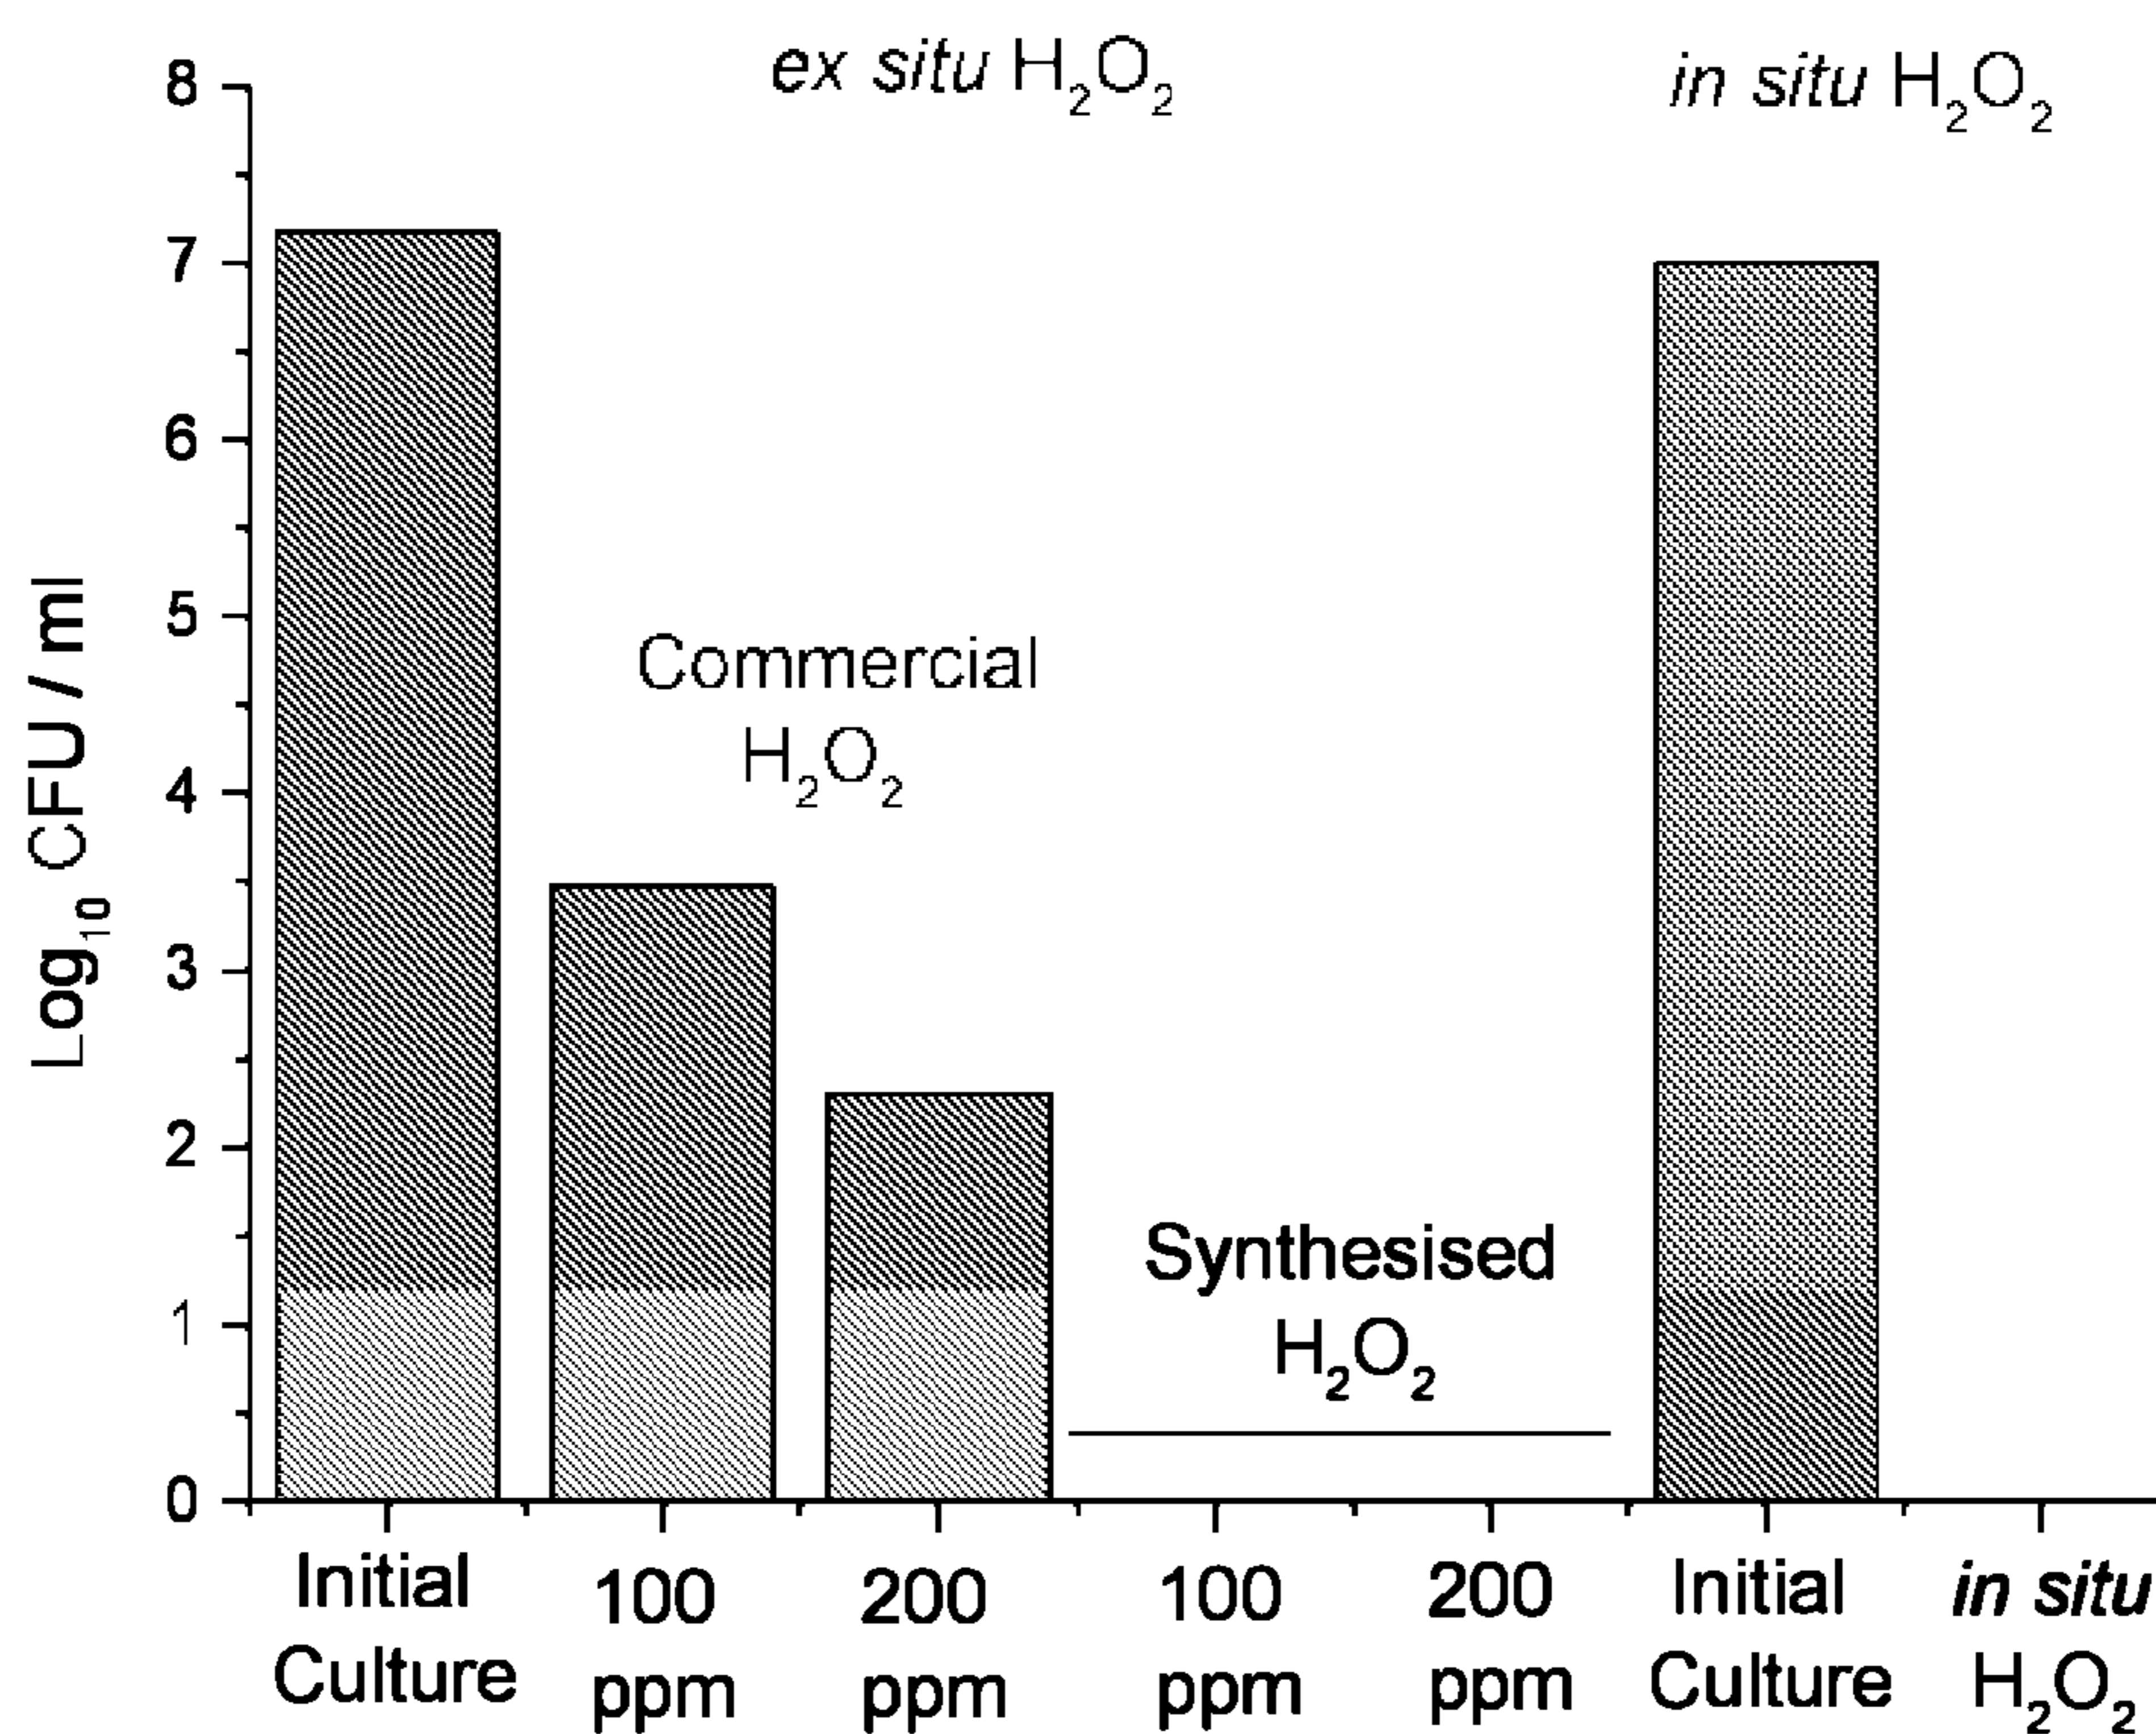 ex situ H₂O₂
in situ H₂O₂
8
7
6
5
4
3
2
1
0
Log₁₀ CFU / ml
Commercial
H₂O₂
Synthesised
H₂O₂
Initial
Culture
100
ppm
200
ppm
100
ppm
200
ppm
Initial
Culture
in situ
H₂O₂